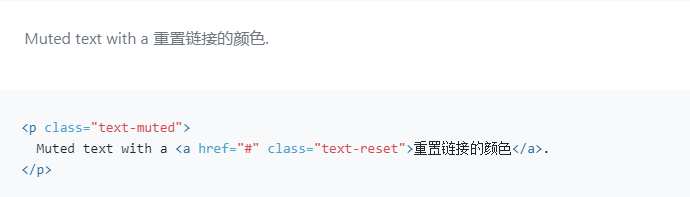 Muted text with a 重置链接的颜色.
<p class="text-muted">
  Muted text with a <a href="#" class="text-reset">重置链接的颜色</a>.
</p>